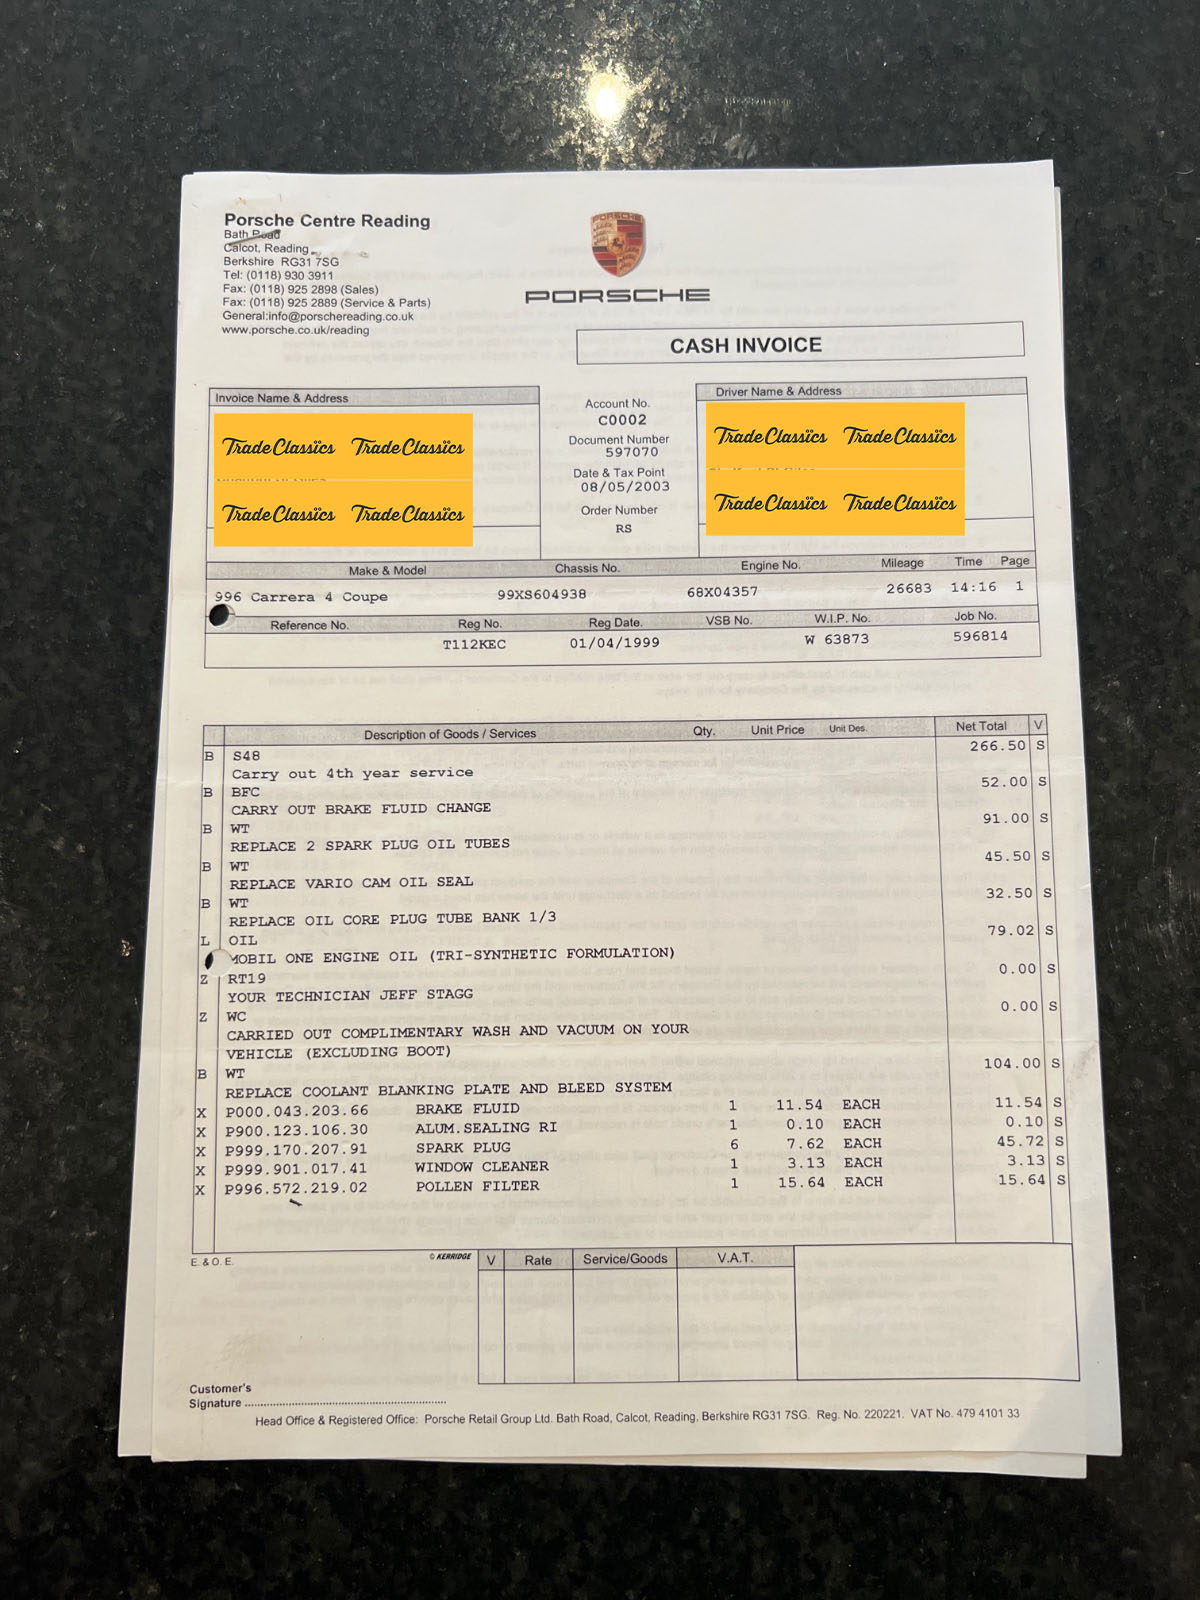 Porsche Centre Reading
Bath Road
Calcot, Reading
Berkshire RG31 7SG
Tel: (0118) 930 3911
Fax: (0118) 925 2898 (Sales)
Fax: (0118) 925 2889 (Service & Parts)
General:info@porschereading.co.uk
www.porsche.co.uk/reading
PORSCHE
PORSCHE
CASH INVOICE
Invoice Name & Address
Trade Classics Trade Classics
Trade Classics Trade Classics
Account No.
C0002
Document Number
597070
Date & Tax Point
08/05/2003
Order Number
RS
Driver Name & Address
Trade Classics Trade Classics
Trade Classics Trade Classics
Make & Model Chassis No. Engine No. Mileage Time Page
996 Carrera 4 Coupe 99XS604938 68X04357 26683 14:16 1
Reference No. Reg No. Reg Date. VSB No. W.I.P. No. Job No.
T112KEC 01/04/1999 W 63873 596814
Description of Goods / Services Qty. Unit Price Unit Des. Net Total V
B S48 266.50 S
Carry out 4th year service
B BFC 52.00 S
CARRY OUT BRAKE FLUID CHANGE
B WT 91.00 S
REPLACE 2 SPARK PLUG OIL TUBES
B WT 45.50 S
REPLACE VARIO CAM OIL SEAL
B WT 32.50 S
REPLACE OIL CORE PLUG TUBE BANK 1/3
L OIL 79.02 S
MOBIL ONE ENGINE OIL (TRI-SYNTHETIC FORMULATION)
Z RT19 0.00 S
YOUR TECHNICIAN JEFF STAGG
Z WC 0.00 S
CARRIED OUT COMPLIMENTARY WASH AND VACUUM ON YOUR
VEHICLE (EXCLUDING BOOT)
B WT 104.00 S
REPLACE COOLANT BLANKING PLATE AND BLEED SYSTEM
X P000.043.203.66 BRAKE FLUID 1 11.54 EACH 11.54 S
X P900.123.106.30 ALUM.SEALING RI 1 0.10 EACH 0.10 S
X P999.170.207.91 SPARK PLUG 6 7.62 EACH 45.72 S
X P999.901.017.41 WINDOW CLEANER 1 3.13 EACH 3.13 S
X P996.572.219.02 POLLEN FILTER 1 15.64 EACH 15.64 S
E. & O. E. © KERRIDGE V Rate Service/Goods V.A.T.
Customer's
Signature
Head Office & Registered Office: Porsche Retail Group Ltd. Bath Road, Calcot, Reading, Berkshire RG31 7SG. Reg. No. 220221. VAT No. 479 4101 33